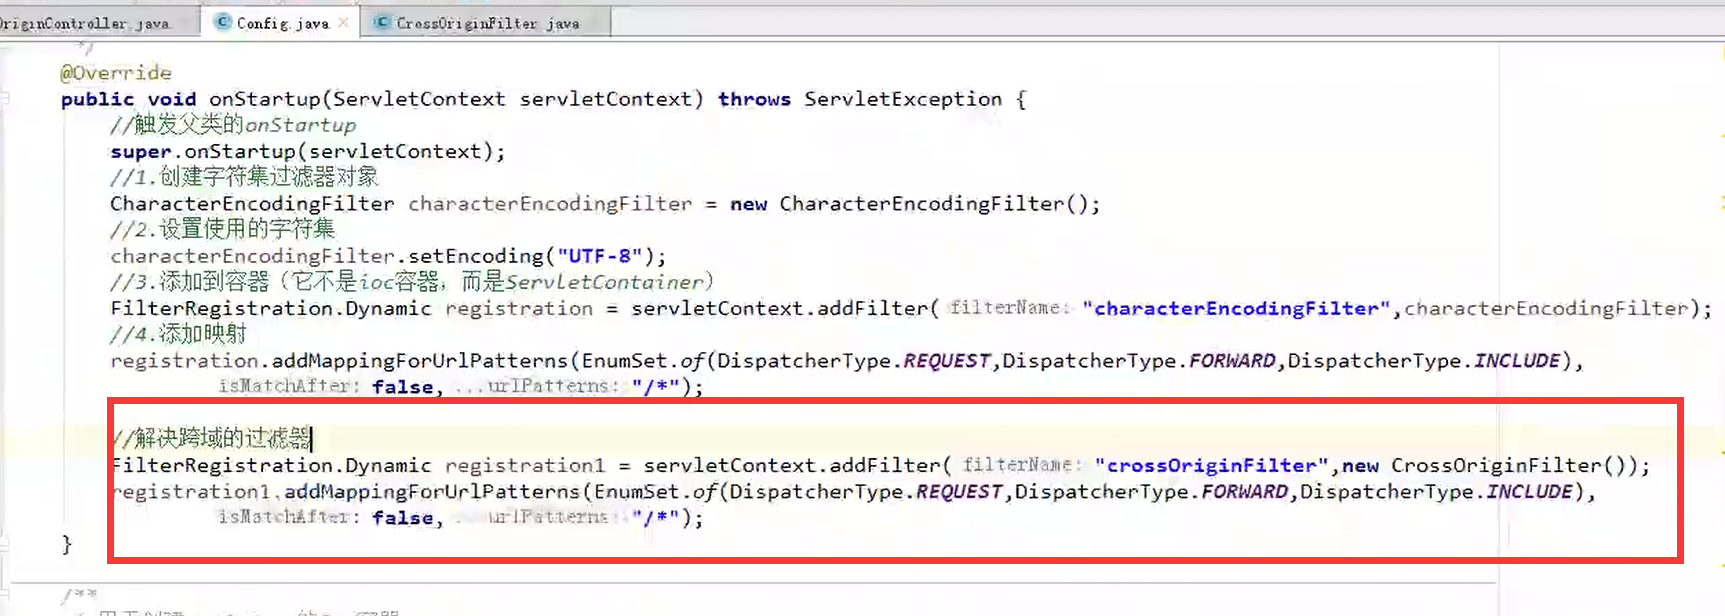 OriginController.java Config.java × CrossOriginFilter.java
*/
@Override
public void onStartup(ServletContext servletContext) throws ServletException {
//触发父类的onStartup
super.onStartup(servletContext);
//1.创建字符集过滤器对象
CharacterEncodingFilter characterEncodingFilter = new CharacterEncodingFilter();
//2.设置使用的字符集
characterEncodingFilter.setEncoding("UTF-8");
//3.添加到容器（它不是ioc容器，而是ServletContainer）
FilterRegistration.Dynamic registration = servletContext.addFilter( filterName: "characterEncodingFilter",characterEncodingFilter);
//4.添加映射
registration.addMappingForUrlPatterns(EnumSet.of(DispatcherType.REQUEST,DispatcherType.FORWARD,DispatcherType.INCLUDE),
isMatchAfter: false, ...urlPatterns: "/*");
//解决跨域的过滤器
FilterRegistration.Dynamic registration1 = servletContext.addFilter( filterName: "crossOriginFilter",new CrossOriginFilter());
registration1.addMappingForUrlPatterns(EnumSet.of(DispatcherType.REQUEST,DispatcherType.FORWARD,DispatcherType.INCLUDE),
isMatchAfter: false, ...urlPatterns: "/*");
}
/**